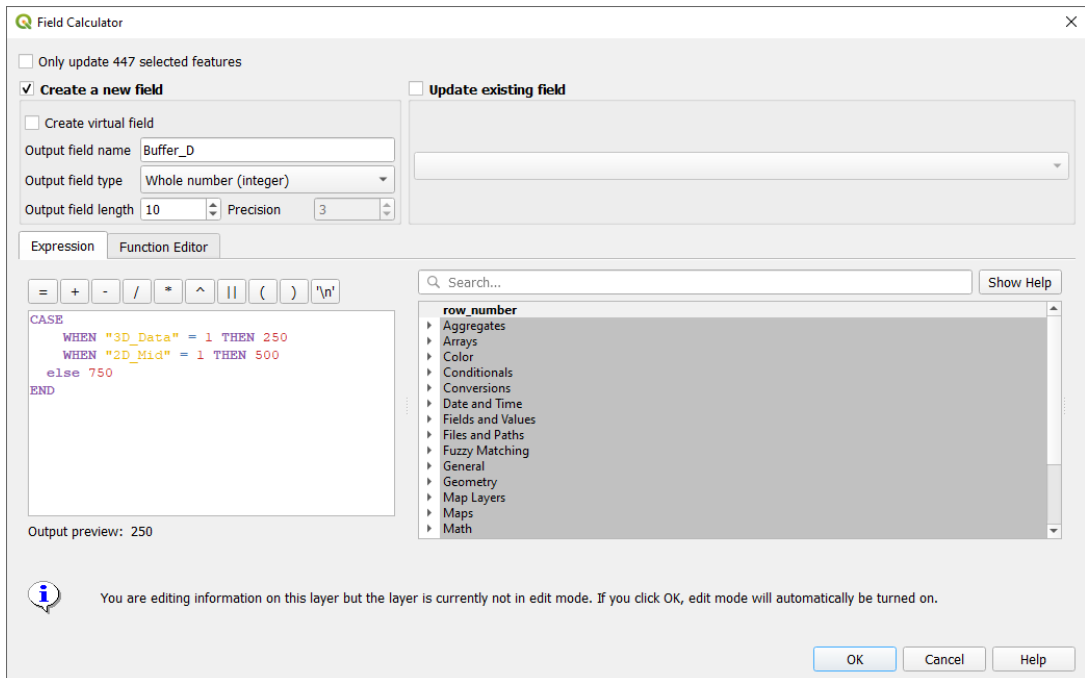 Field Calculator
Only update 447 selected features
Create a new field
Update existing field
Create virtual field
Output field name Buffer_D
Output field type Whole number (integer)
Output field length 10 Precision 3
Expression Function Editor
= + - / * ^ || ( ) '\n'
Search... Show Help
CASE
WHEN "3D_Data" = 1 THEN 250
WHEN "2D_Mid" = 1 THEN 500
else 750
END
row_number
Aggregates
Arrays
Color
Conditionals
Conversions
Date and Time
Fields and Values
Files and Paths
Fuzzy Matching
General
Geometry
Map Layers
Maps
Math
Output preview: 250
You are editing information on this layer but the layer is currently not in edit mode. If you click OK, edit mode will automatically be turned on.
OK Cancel Help